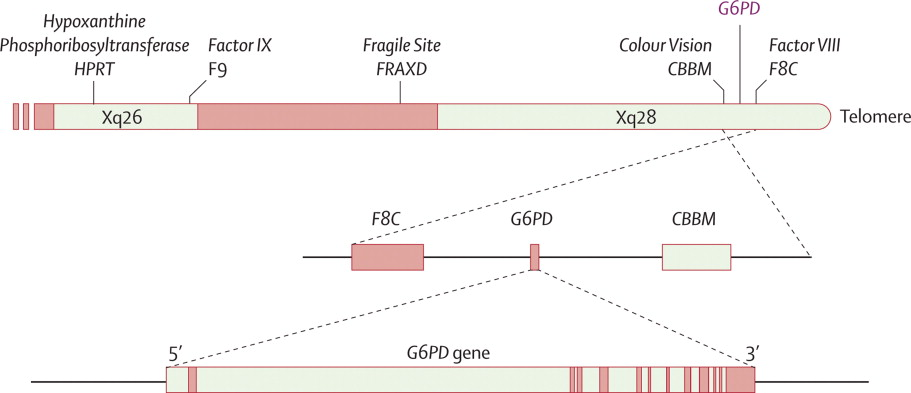 G6PD
Hypoxanthine
Phosphoribosyltransferase
HPRT
Factor IX
F9
Fragile Site
FRAXD
Colour Vision
CBBM
Factor VIII
F8C
Xq26
Xq28
Telomere
F8C
G6PD
CBBM
5′
G6PD gene
3′